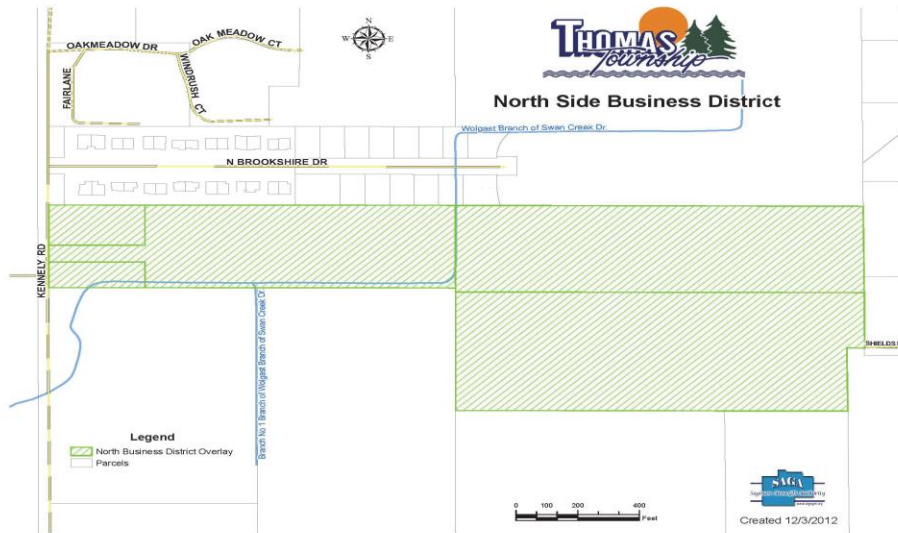 THOMAS
Township
North Side Business District
N
W E
S
OAKMEADOW DR
OAK MEADOW CT
FAIRLANE
WINDRUSH CT
Wolgast Branch of Swan Creek Dr.
N BROOKSHIRE DR
KENNELY RD
Branch No 1 Branch of Wolgast Branch of Swan Creek Dr.
SHIELDS
Legend
North Business District Overlay
Parcels
0 100 200 400
Feet
SAGA
Created 12/3/2012